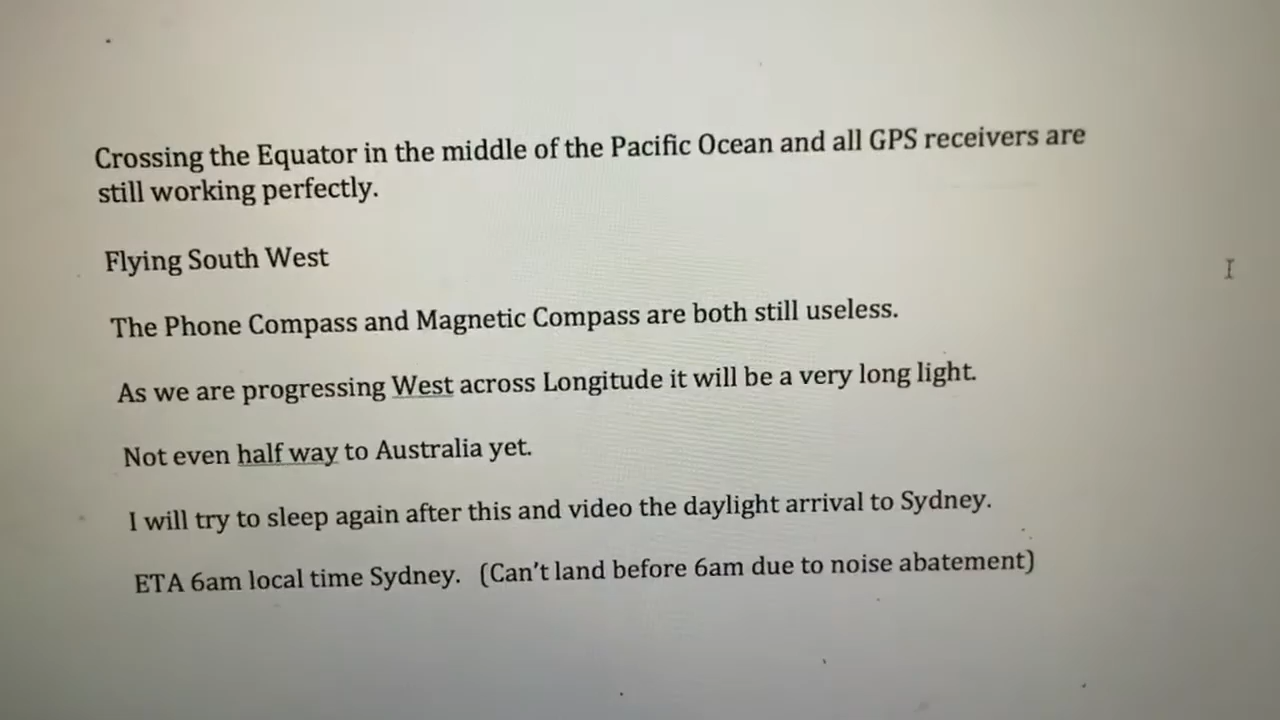 Crossing the Equator in the middle of the Pacific Ocean and all GPS receivers are
still working perfectly.
Flying South West
The Phone Compass and Magnetic Compass are both still useless.
As we are progressing West across Longitude it will be a very long light.
Not even half way to Australia yet.
I will try to sleep again after this and video the daylight arrival to Sydney.
ETA 6am local time Sydney. (Can't land before 6am due to noise abatement)